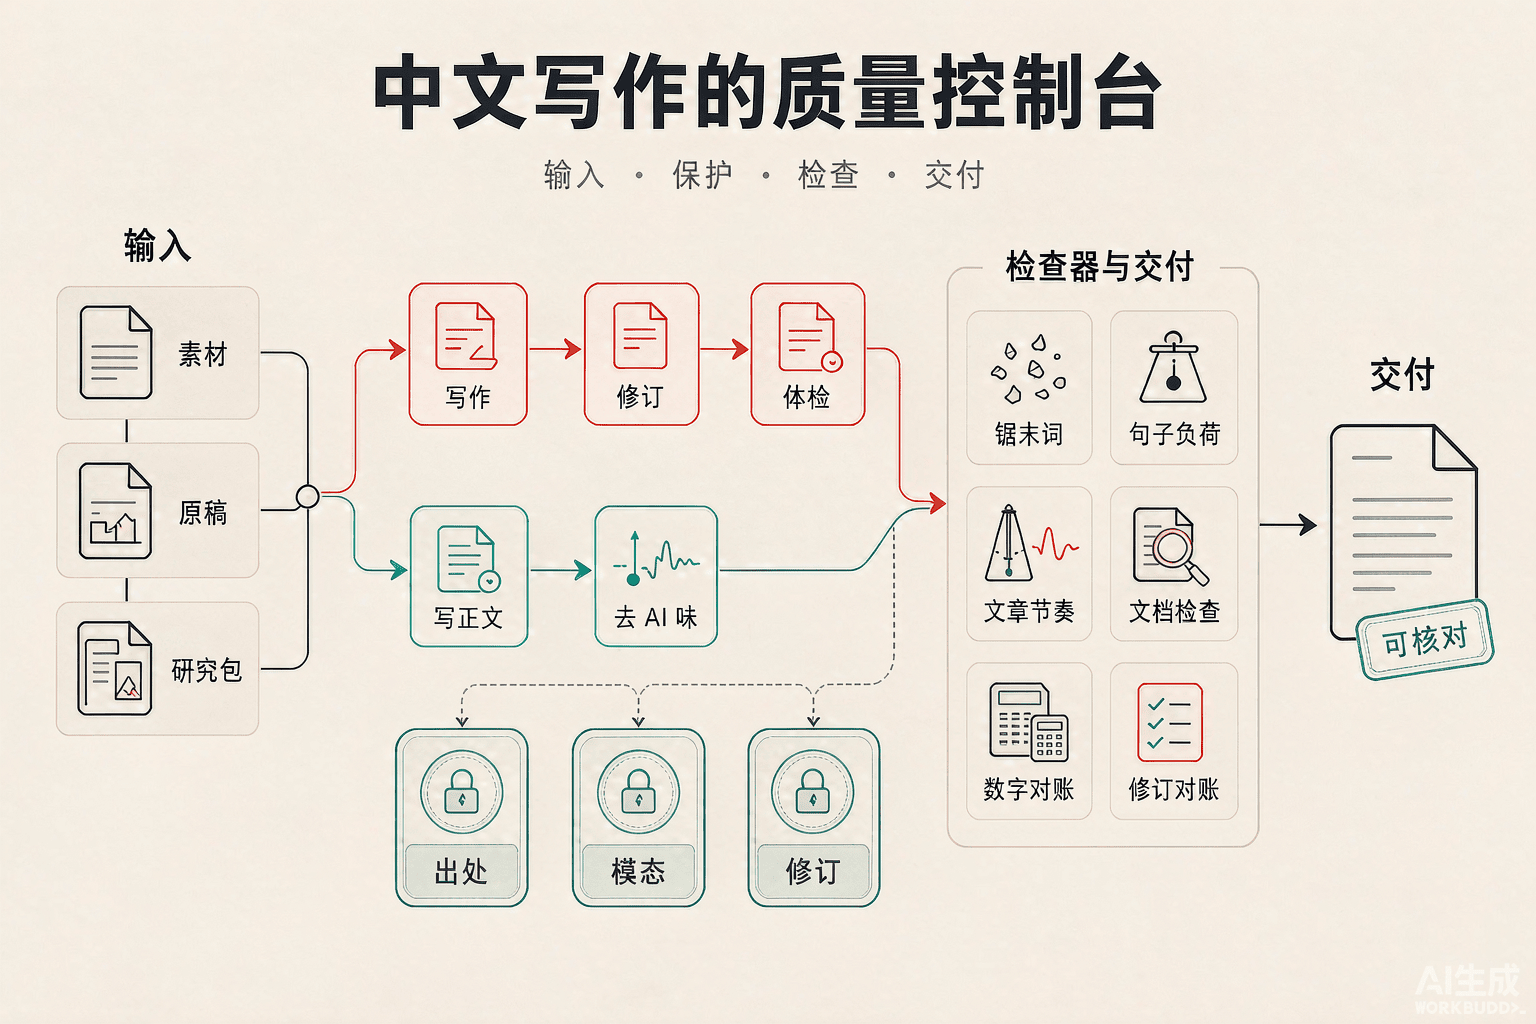 中文写作的质量控制台
输入 · 保护 · 检查 · 交付
输入
素材
原稿
研究包
写作
修订
体检
写正文
去 AI 味
出处
模态
修订
检查器与交付
锯末词
句子负荷
文章节奏
文档检查
数字对账
修订对账
交付
可核对
AI生成